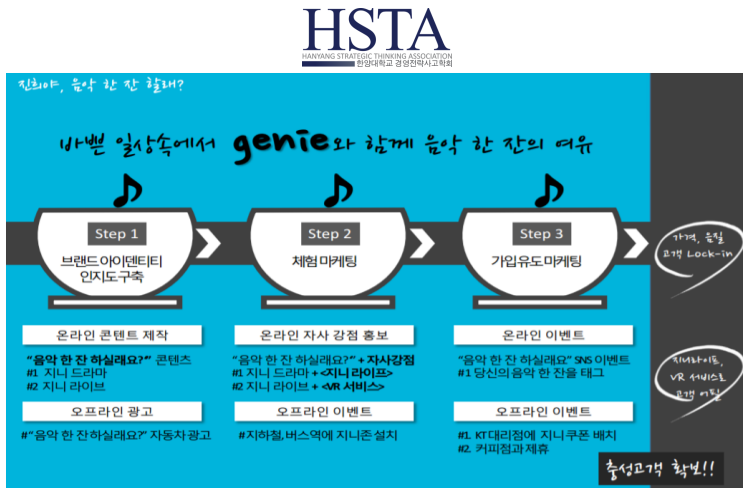 HSTA
HANYANG STRATEGIC THINKING ASSOCIATION
한양대학교 경영전략사고학회
진희야, 음악 한 잔 할래?
바쁜 일상속에서 genie와 함께 음악 한 잔의 여유
Step 1
브랜드 아이덴티티
인지도 구축
Step 2
체험 마케팅
Step 3
가입유도 마케팅
가격, 음질
고객 Lock-in
온라인 콘텐트 제작
"음악 한 잔 하실래요?" 콘텐츠
#1 지니 드라마
#2 지니 라이브
오프라인 광고
#"음악 한 잔 하실래요?" 자동차 광고
온라인 자사 강점 홍보
"음악 한 잔 하실래요?" + 자사강점
#1 지니 드라마 + <지니 라이프>
#2 지니 라이브 + <VR 서비스>
오프라인 이벤트
#지하철, 버스역에 지니존 설치
온라인 이벤트
"음악 한 잔 하실래요" SNS 이벤트
#1 당신의 음악 한 잔을 태그
오프라인 이벤트
#1. KT 대리점에 지니 쿠폰 배치
#2. 커피점과 제휴
지니라이프,
VR 서비스로
고객 어필
충성고객 확보!!